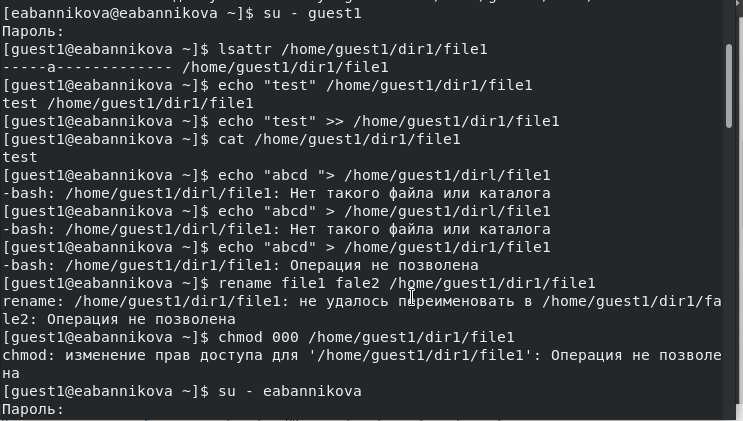 [eabannikova@eabannikova ~]$ su - guest1
Пароль:
[guest1@eabannikova ~]$ lsattr /home/guest1/dir1/file1
-----a------------- /home/guest1/dir1/file1
[guest1@eabannikova ~]$ echo "test" /home/guest1/dir1/file1
test /home/guest1/dir1/file1
[guest1@eabannikova ~]$ echo "test" >> /home/guest1/dir1/file1
[guest1@eabannikova ~]$ cat /home/guest1/dir1/file1
test
[guest1@eabannikova ~]$ echo "abcd "> /home/guest1/dirl/file1
-bash: /home/guest1/dirl/file1: Нет такого файла или каталога
[guest1@eabannikova ~]$ echo "abcd" > /home/guest1/dirl/file1
-bash: /home/guest1/dirl/file1: Нет такого файла или каталога
[guest1@eabannikova ~]$ echo "abcd" > /home/guest1/dir1/file1
-bash: /home/guest1/dir1/file1: Операция не позволена
[guest1@eabannikova ~]$ rename file1 fale2 /home/guest1/dir1/file1
rename: /home/guest1/dir1/file1: не удалось переименовать в /home/guest1/dir1/fa
le2: Операция не позволена
[guest1@eabannikova ~]$ chmod 000 /home/guest1/dir1/file1
chmod: изменение прав доступа для '/home/guest1/dir1/file1': Операция не позволе
на
[guest1@eabannikova ~]$ su - eabannikova
Пароль: